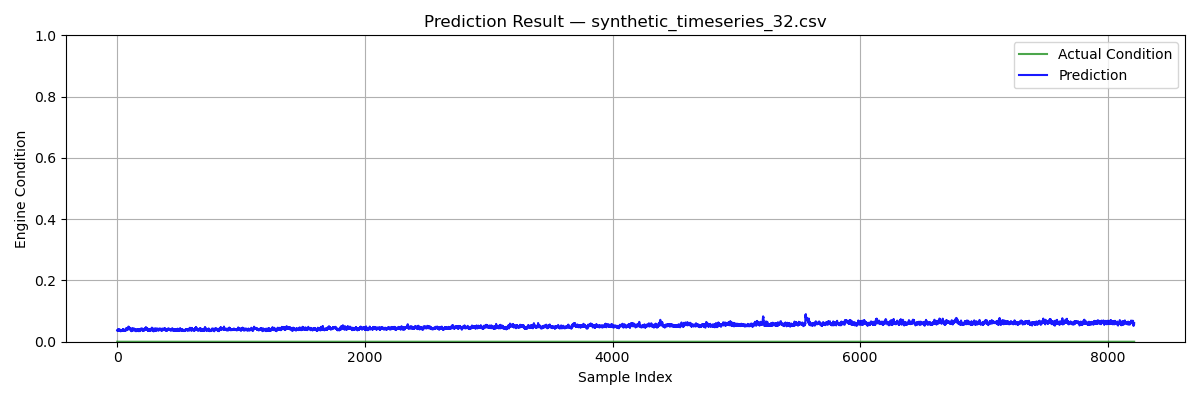 Prediction Result — synthetic_timeseries_32.csv
Engine Condition
1.0
0.8
0.6
0.4
0.2
0.0
Actual Condition
Prediction
0 2000 4000 6000 8000
Sample Index